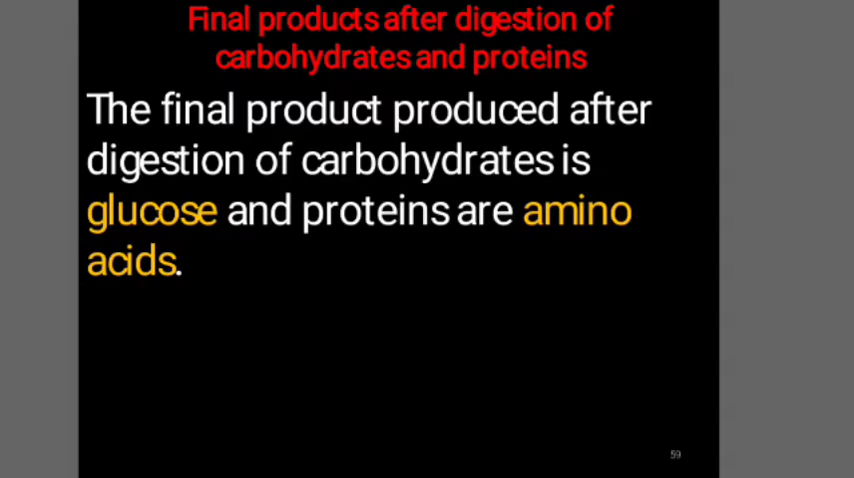 Final products after digestion of
carbohydrates and proteins
The final product produced after
digestion of carbohydrates is
glucose and proteins are amino
acids.
59